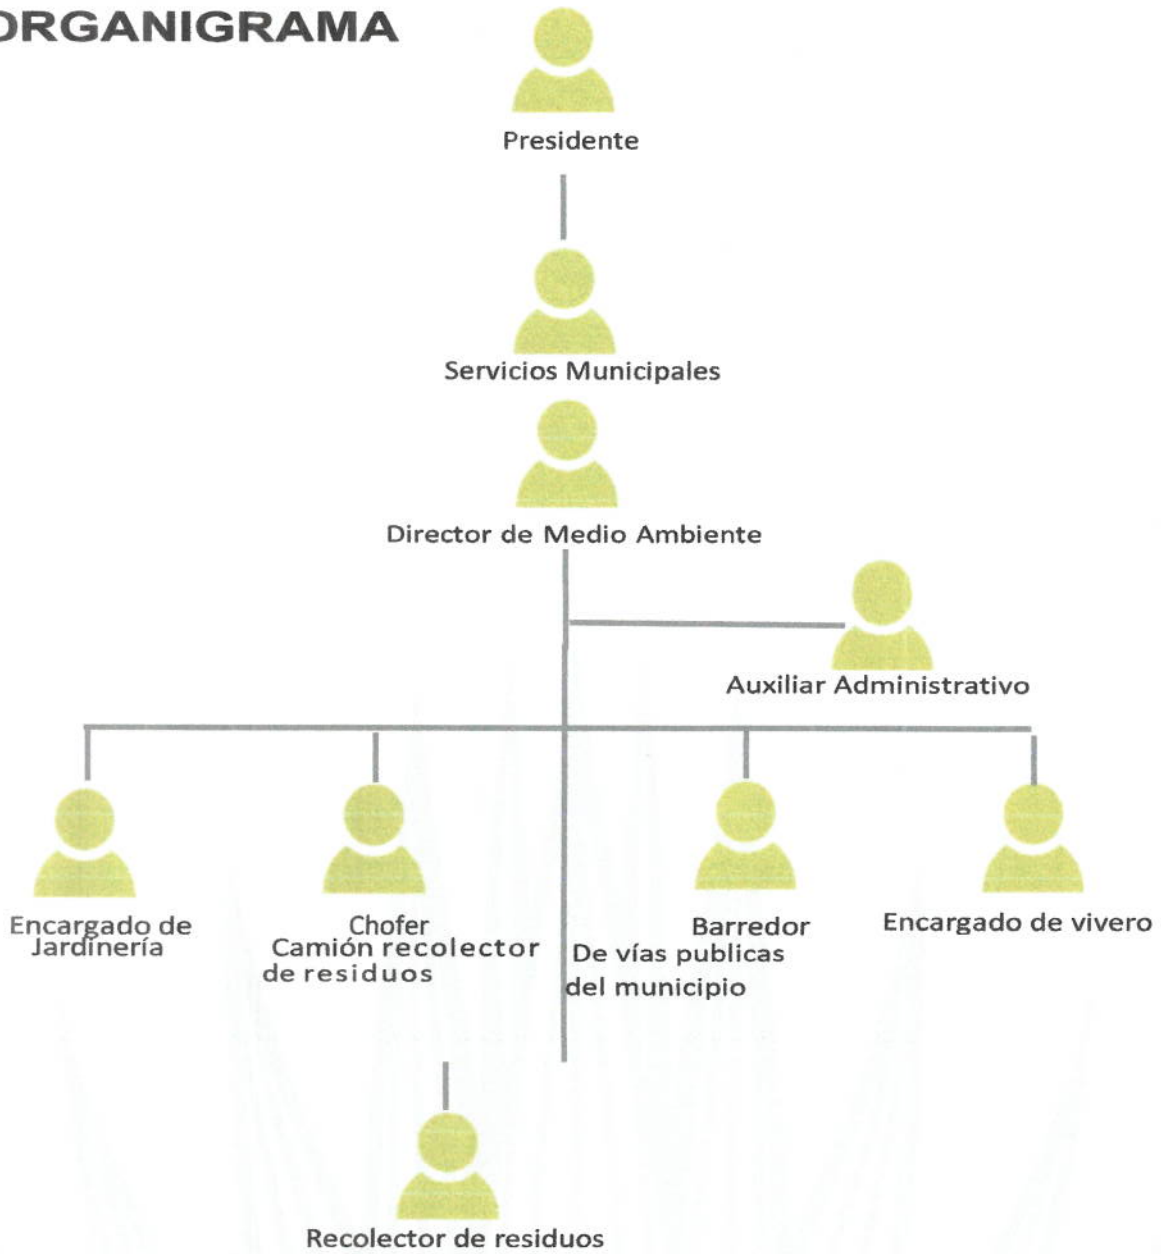 ORGANIGRAMA
Presidente
Servicios Municipales
Director de Medio Ambiente
Auxiliar Administrativo
Encargado de
Jardinería
Chofer
Camión recolector
de residuos
Barredor
De vías publicas
del municipio
Encargado de vivero
Recolector de residuos